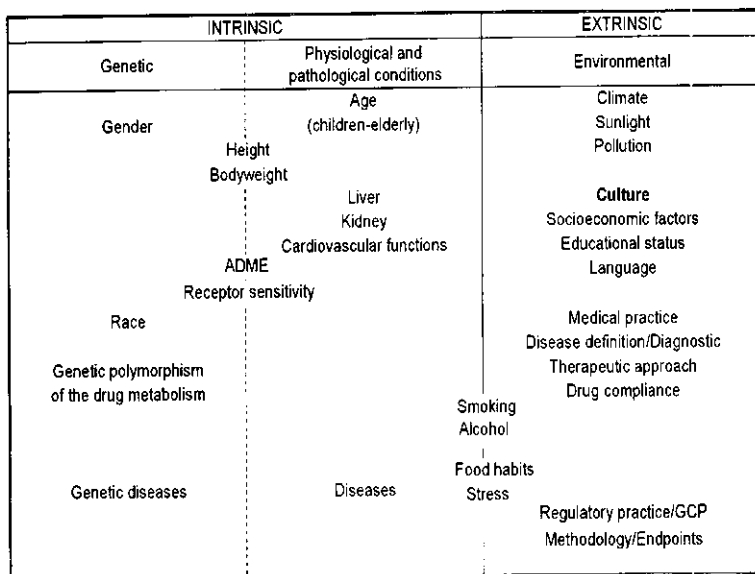 INTRINSIC
EXTRINSIC
Genetic
Physiological and
pathological conditions
Environmental
Age
(children-elderly)
Gender
Height
Bodyweight
Liver
Kidney
Cardiovascular functions
ADME
Receptor sensitivity
Race
Genetic polymorphism
of the drug metabolism
Genetic diseases
Diseases
Smoking
Alcohol
Food habits
Stress
Climate
Sunlight
Pollution
Culture
Socioeconomic factors
Educational status
Language
Medical practice
Disease definition/Diagnostic
Therapeutic approach
Drug compliance
Regulatory practice/GCP
Methodology/Endpoints